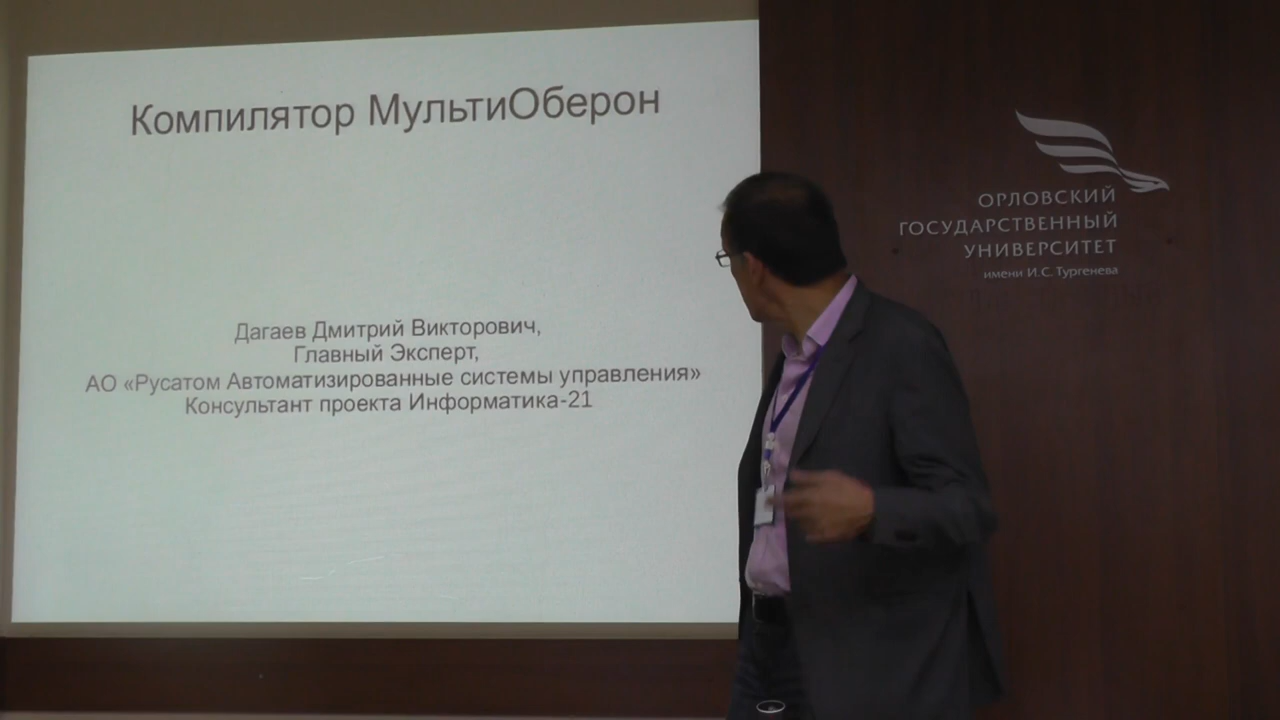 Компилятор МультиОберон
Дагаев Дмитрий Викторович,
Главный Эксперт,
АО «Русатом Автоматизированные системы управления»
Консультант проекта Информатика-21
ОРЛОВСКИЙ
ГОСУДАРСТВЕННЫЙ
УНИВЕРСИТЕТ
имени И.С. Тургенева